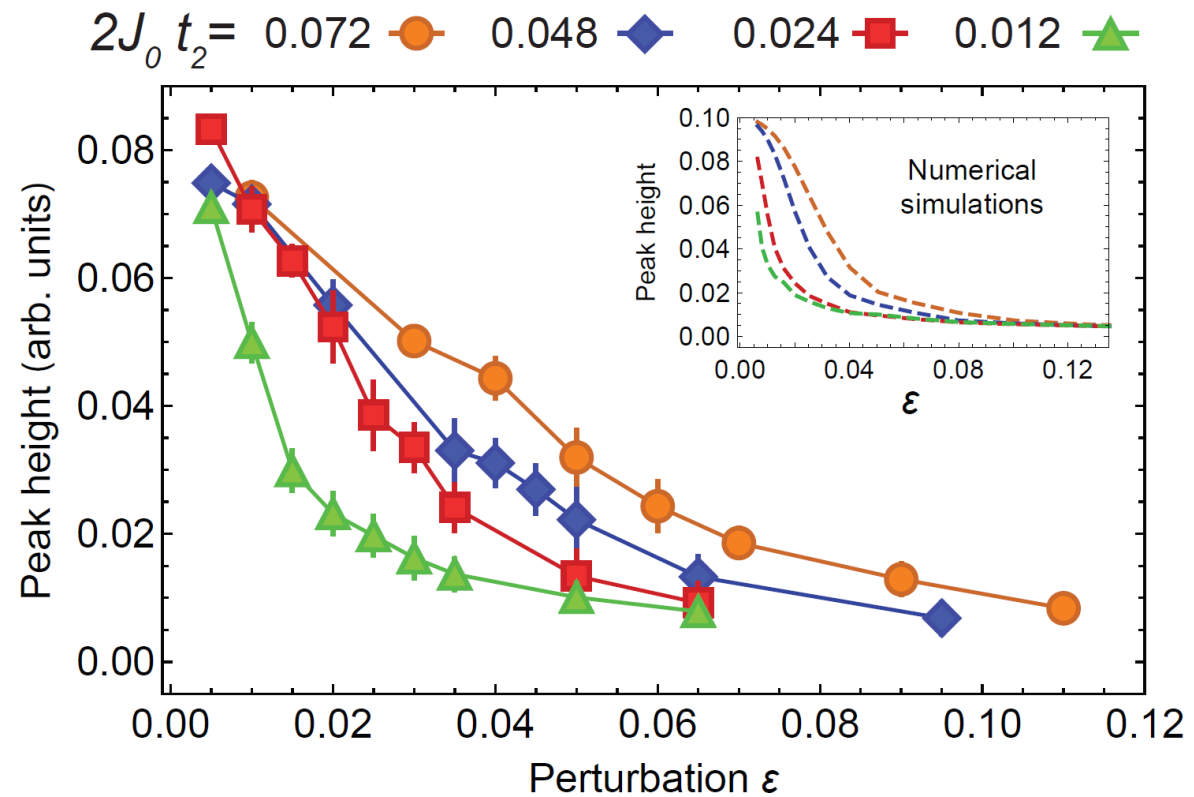 2J₀ t₂= 0.072 0.048 0.024 0.012
Peak height (arb. units)
0.08
0.06
0.04
0.02
0.00
0.00 0.02 0.04 0.06 0.08 0.10 0.12
Perturbation ε
Peak height
0.10
0.08
0.06
0.04
0.02
0.00
Numerical
simulations
0.00 0.04 0.08 0.12
ε